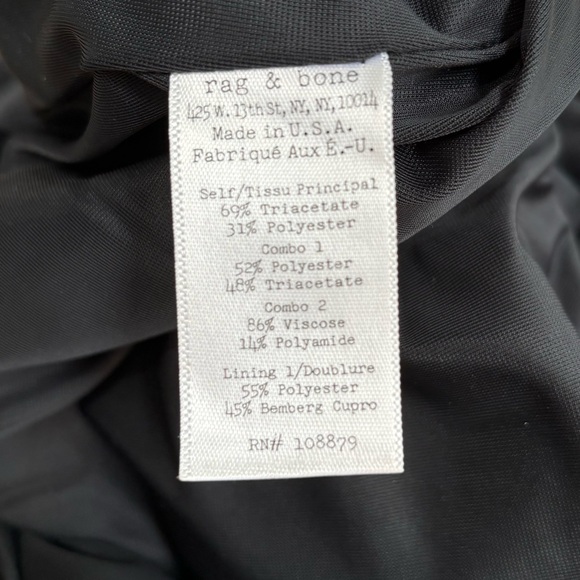 rag & bone
425 W. 13th St, NY, NY, 10014
Made in U.S.A.
Fabriqué Aux É.-U.
Self/Tissu Principal
69% Triacetate
31% Polyester
Combo 1
52% Polyester
48% Triacetate
Combo 2
86% Viscose
14% Polyamide
Lining 1/Doublure
55% Polyester
45% Bemberg Cupro
RN# 108879